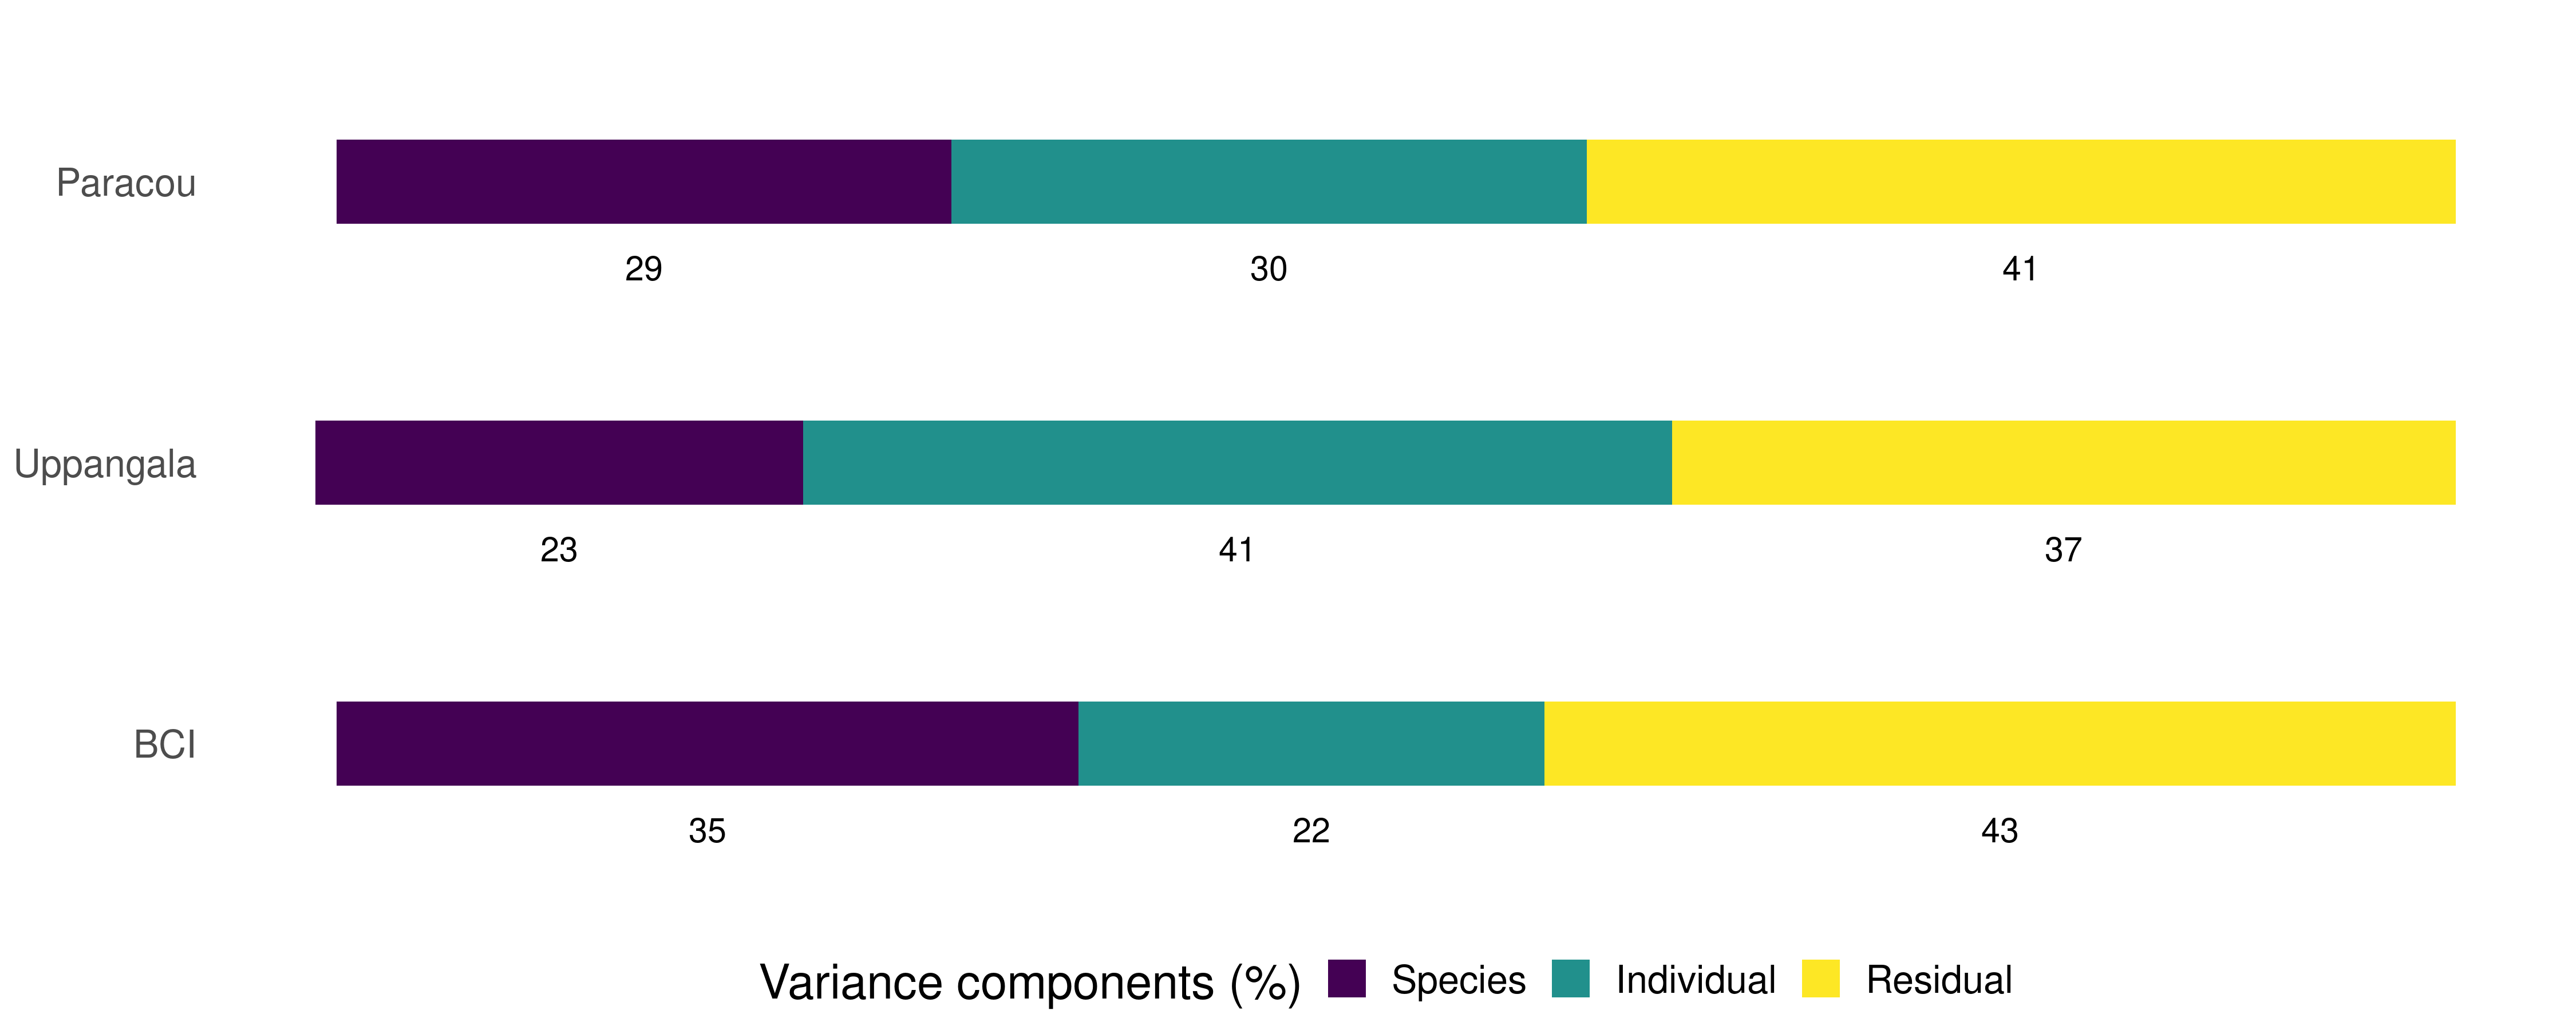 Paracou
29 30 41
Uppangala
23 41 37
BCI
35 22 43
Variance components (%) Species Individual Residual